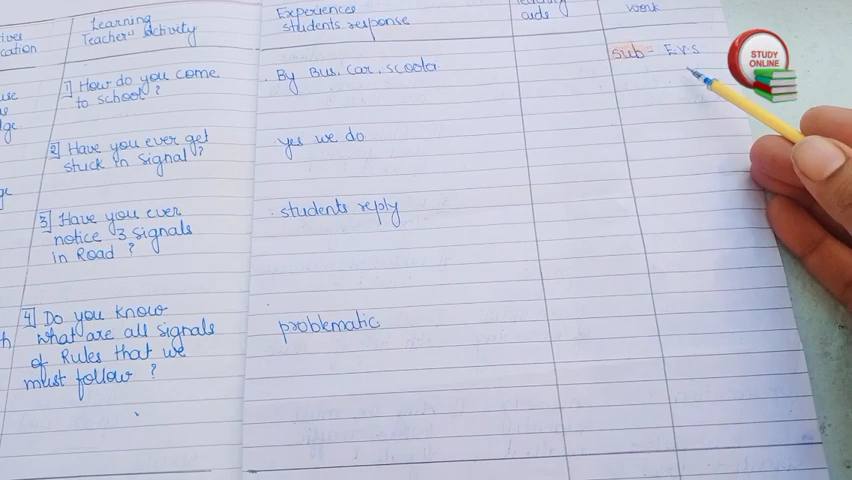 Learning
Teacher's Activity
1] How do you come
to school?
2] Have you ever get
stuck in signal?
3] Have you ever
notice 3 signals
in Road ?
4] Do you know
what are all signals
of Rules that we
must follow ?
Experiences
students response
. By Bus, car, scooter
yes we do
. students reply
problematic
aids
work
sub - E.V.S
STUDY
ONLINE